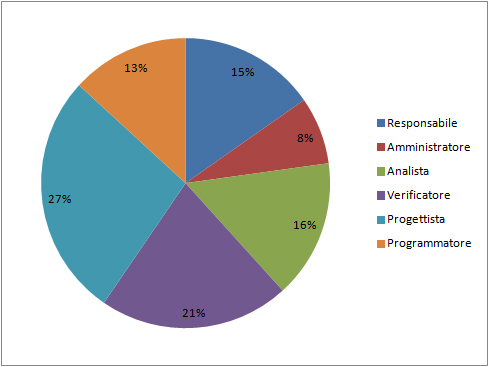 15%
8%
16%
21%
27%
13%
Responsabile
Amministratore
Analista
Verificatore
Progettista
Programmatore